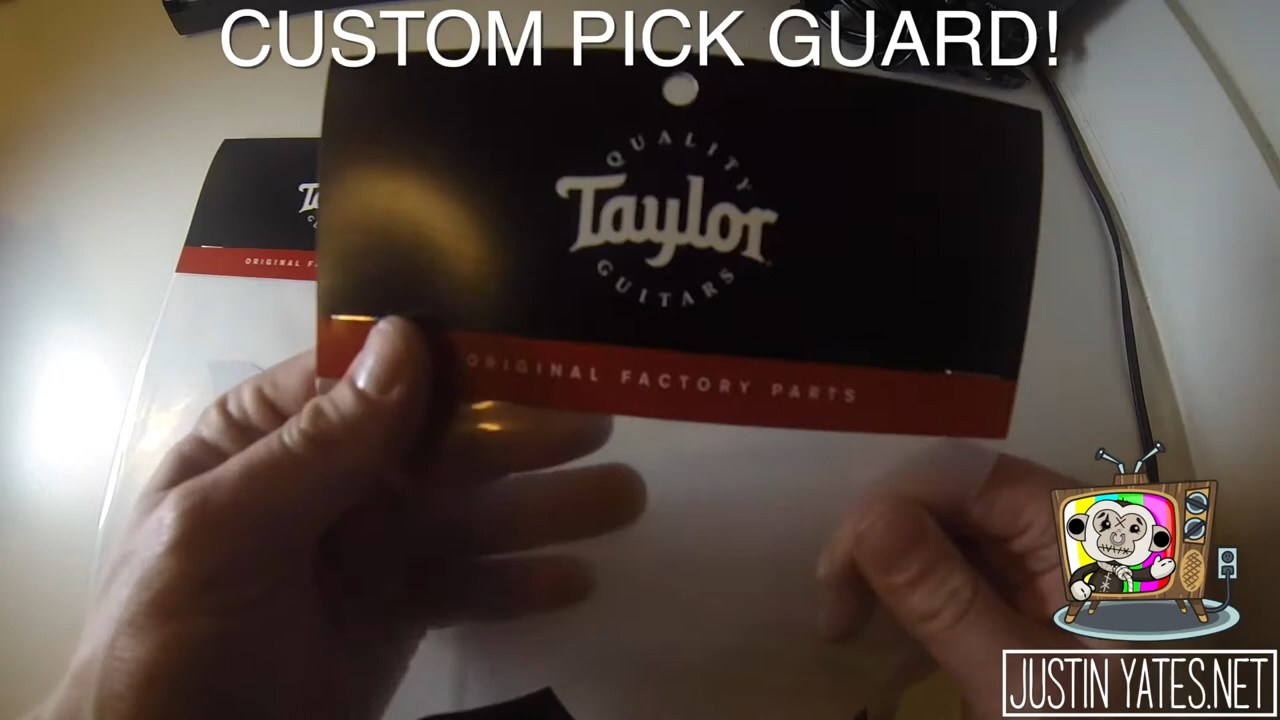 CUSTOM PICK GUARD!
QUALITY
Taylor
GUITARS
ORIGINAL FACTORY PARTS
ORIGINAL
JUSTIN YATES.NET